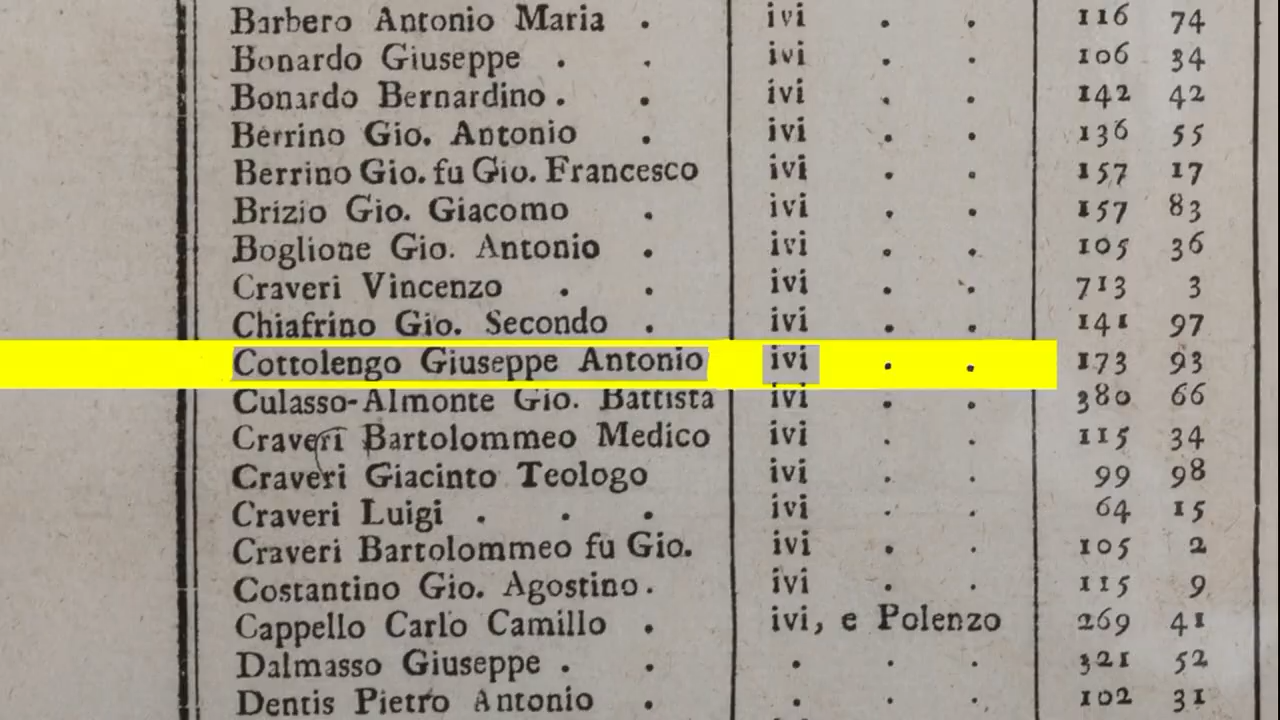 Barbero Antonio Maria . ivi . . 116 74
Bonardo Giuseppe . . ivi . . 106 34
Bonardo Bernardino . . ivi . . 142 42
Berrino Gio. Antonio . ivi . . 136 55
Berrino Gio. fu Gio. Francesco ivi . . 157 17
Brizio Gio. Giacomo . ivi . . 157 83
Boglione Gio. Antonio . ivi . . 105 36
Craveri Vincenzo . . ivi . . 713 3
Chiafrino Gio. Secondo . ivi . . 141 97
Cottolengo Giuseppe Antonio ivi . . 173 93
Culasso-Almonte Gio. Battista ivi . . 380 66
Craveri Bartolommeo Medico ivi . . 115 34
Craveri Giacinto Teologo ivi . . 99 98
Craveri Luigi . . . ivi . . 64 15
Craveri Bartolommeo fu Gio. ivi . . 105 2
Costantino Gio. Agostino . ivi . . 115 9
Cappello Carlo Camillo . ivi, e Polenzo 269 41
Dalmasso Giuseppe . . . . . 321 52
Dentis Pietro Antonio . . . . 102 31